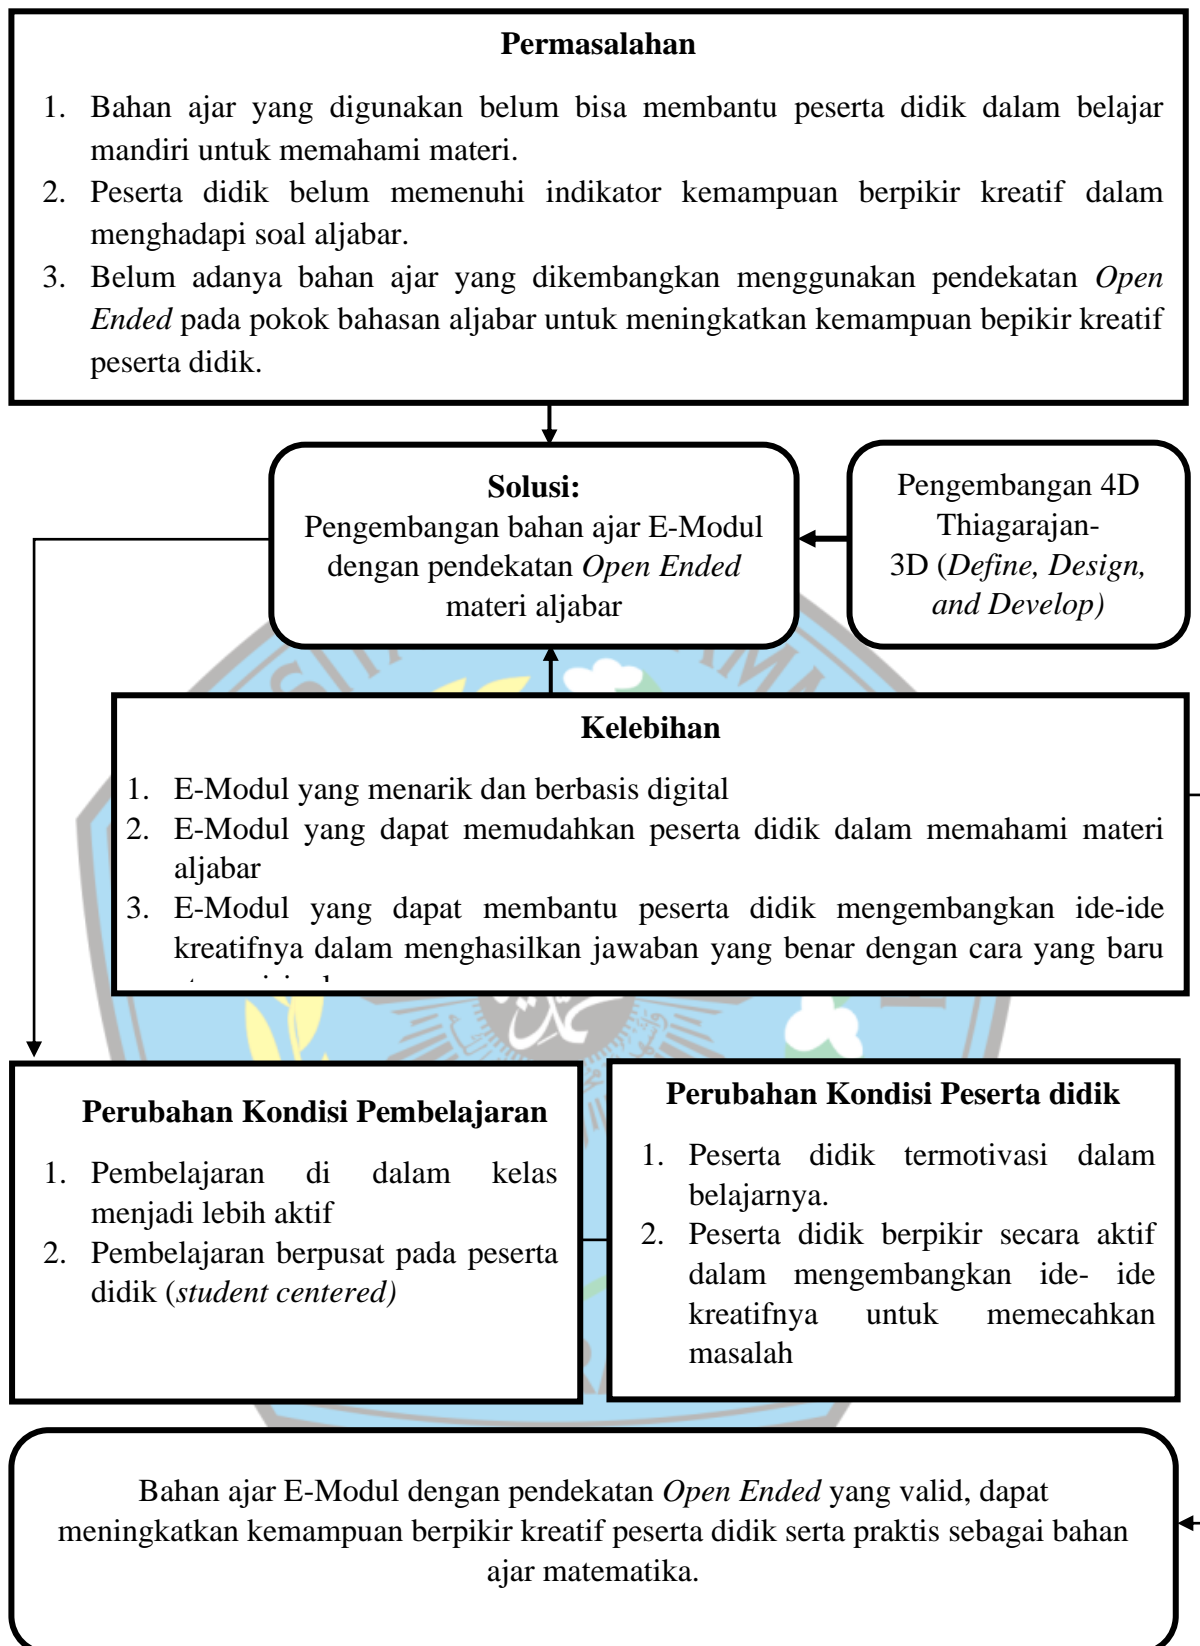 Permasalahan
1. Bahan ajar yang digunakan belum bisa membantu peserta didik dalam belajar
mandiri untuk memahami materi.
2. Peserta didik belum memenuhi indikator kemampuan berpikir kreatif dalam
menghadapi soal aljabar.
3. Belum adanya bahan ajar yang dikembangkan menggunakan pendekatan Open
Ended pada pokok bahasan aljabar untuk meningkatkan kemampuan bepikir kreatif
peserta didik.
Solusi:
Pengembangan bahan ajar E-Modul
dengan pendekatan Open Ended
materi aljabar
Pengembangan 4D
Thiagarajan-
3D (Define, Design,
and Develop)
Kelebihan
1. E-Modul yang menarik dan berbasis digital
2. E-Modul yang dapat memudahkan peserta didik dalam memahami materi
aljabar
3. E-Modul yang dapat membantu peserta didik mengembangkan ide-ide
kreatifnya dalam menghasilkan jawaban yang benar dengan cara yang baru
Perubahan Kondisi Pembelajaran
1. Pembelajaran di dalam kelas
menjadi lebih aktif
2. Pembelajaran berpusat pada peserta
didik (student centered)
Perubahan Kondisi Peserta didik
1. Peserta didik termotivasi dalam
belajarnya.
2. Peserta didik berpikir secara aktif
dalam mengembangkan ide- ide
kreatifnya untuk memecahkan
masalah
Bahan ajar E-Modul dengan pendekatan Open Ended yang valid, dapat
meningkatkan kemampuan berpikir kreatif peserta didik serta praktis sebagai bahan
ajar matematika.